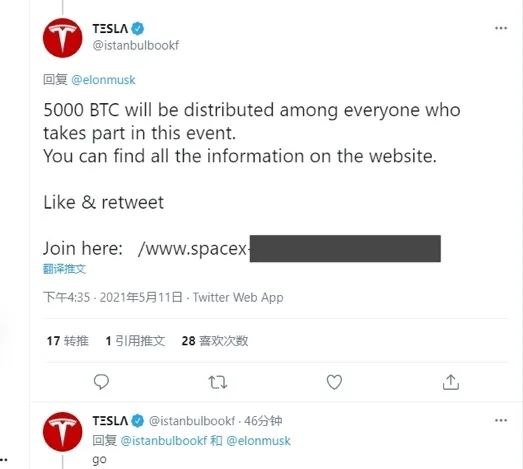 TΞSLA
@istanbulbookf
回复 @elonmusk
5000 BTC will be distributed among everyone who
takes part in this event.
You can find all the information on the website.
Like & retweet
Join here: /www.spacex-
翻译推文
下午4:35 · 2021年5月11日 · Twitter Web App
17 转推 1 引用推文 28 喜欢次数
TΞSLA @istanbulbookf · 46分钟
回复 @istanbulbookf 和 @elonmusk
go